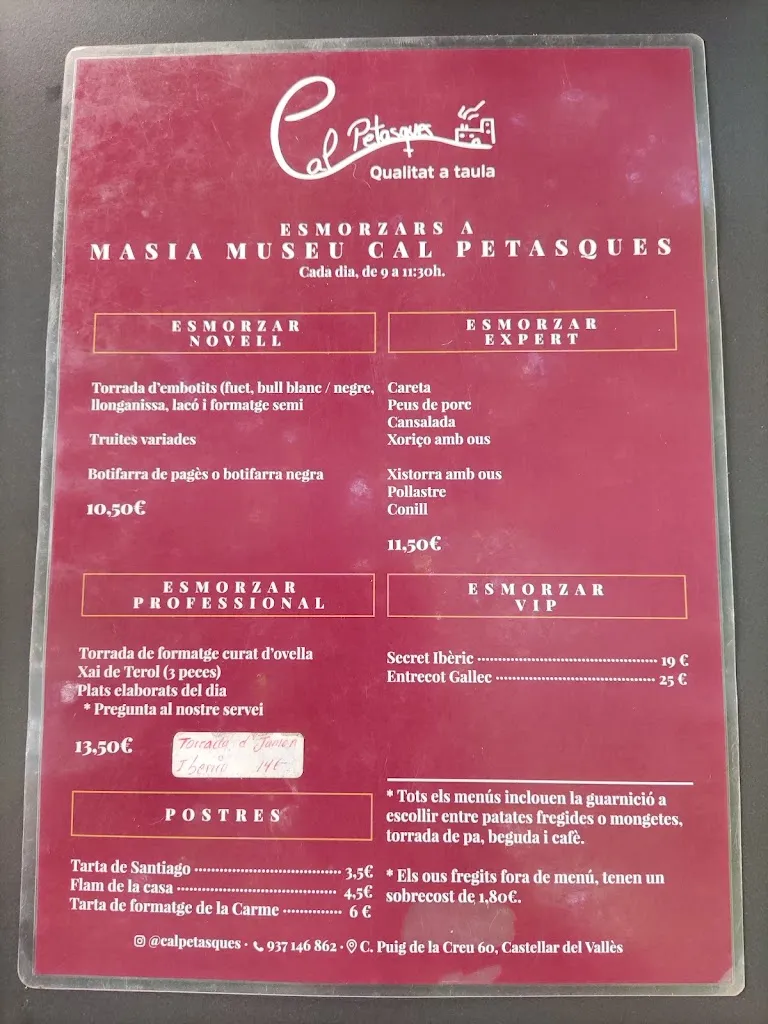 Cal Petasques
Qualitat a taula
ESMORZARS A
MASIA MUSEU CAL PETASQUES
Cada dia, de 9 a 11:30h.
ESMORZAR
NOVELL
Torrada d'embotits (fuet, bull blanc / negre,
llonganissa, lacó i formatge semi
Truites variades
Botifarra de pagès o botifarra negra
10,50€
ESMORZAR
EXPERT
Careta
Peus de porc
Cansalada
Xoriço amb ous
Xistorra amb ous
Pollastre
Conill
11,50€
ESMORZAR
PROFESSIONAL
Torrada de formatge curat d'ovella
Xai de Terol (3 peces)
Plats elaborats del dia
* Pregunta al nostre servei
13,50€
Torrada d'Jamon
Iberico 14€
ESMORZAR
VIP
Secret Ibèric 19 €
Entrecot Gallec 25 €
POSTRES
Tarta de Santiago 3,5€
Flam de la casa 4,5€
Tarta de formatge de la Carme 6 €
* Tots els menús inclouen la guarnició a
escollir entre patates fregides o mongetes,
torrada de pa, beguda i cafè.
* Els ous fregits fora de menú, tenen un
sobrecost de 1,80€.
@calpetasques · 937 146 862 · C. Puig de la Creu 60, Castellar del Vallès